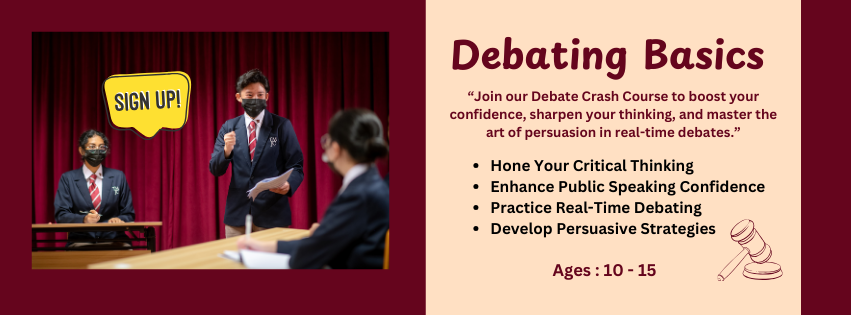 SIGN UP!
Debating Basics
“Join our Debate Crash Course to boost your
confidence, sharpen your thinking, and master the
art of persuasion in real-time debates.”
• Hone Your Critical Thinking
• Enhance Public Speaking Confidence
• Practice Real-Time Debating
• Develop Persuasive Strategies
Ages : 10 - 15